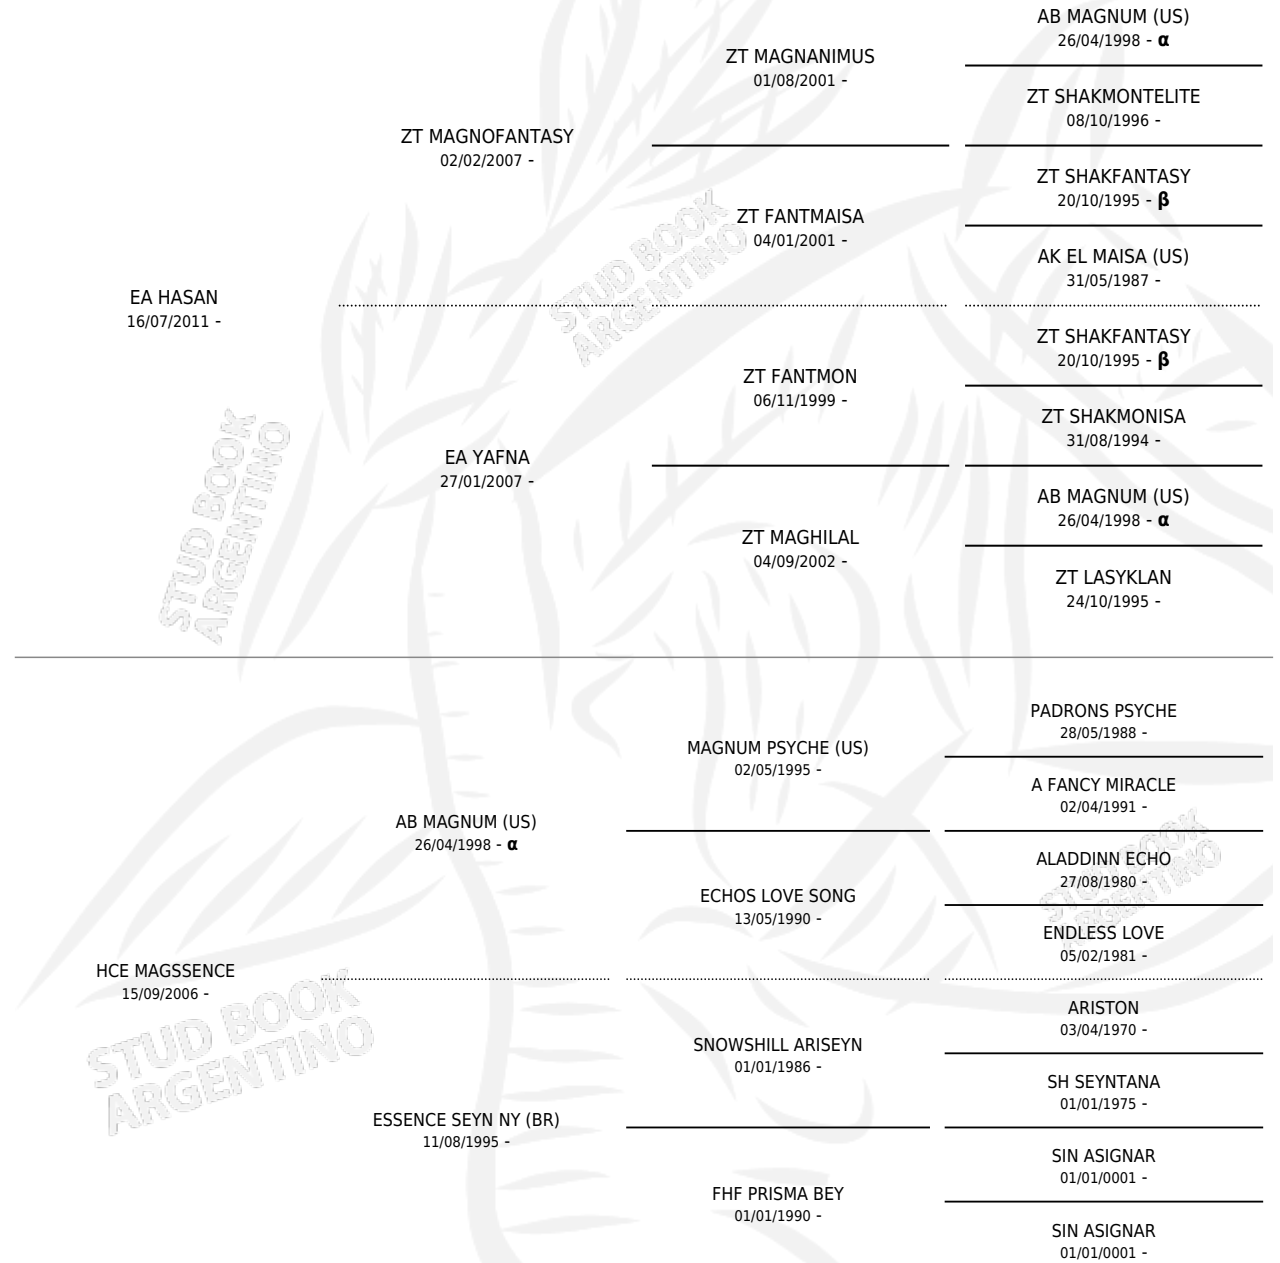 AB MAGNUM (US)
26/04/1998 - α
ZT MAGNANIMUS
01/08/2001 -
ZT SHAKMONTELITE
08/10/1996 -
ZT MAGNOFANTASY
02/02/2007 -
ZT SHAKFANTASY
20/10/1995 - β
ZT FANTMAISA
04/01/2001 -
AK EL MAISA (US)
31/05/1987 -
EA HASAN
16/07/2011 -
ZT SHAKFANTASY
20/10/1995 - β
ZT FANTMON
06/11/1999 -
ZT SHAKMONISA
31/08/1994 -
EA YAFNA
27/01/2007 -
AB MAGNUM (US)
26/04/1998 - α
ZT MAGHILAL
04/09/2002 -
ZT LASYKLAN
24/10/1995 -
STUD BOOK
ARGENTINO
STUD BOOK
ARGENTINO
PADRONS PSYCHE
28/05/1988 -
MAGNUM PSYCHE (US)
02/05/1995 -
A FANCY MIRACLE
02/04/1991 -
AB MAGNUM (US)
26/04/1998 - α
ALADDINN ECHO
27/08/1980 -
ECHOS LOVE SONG
13/05/1990 -
ENDLESS LOVE
05/02/1981 -
HCE MAGSSENCE
15/09/2006 -
ARISTON
03/04/1970 -
SNOWSHILL ARISEYN
01/01/1986 -
SH SEYNTANA
01/01/1975 -
ESSENCE SEYN NY (BR)
11/08/1995 -
SIN ASIGNAR
01/01/0001 -
FHF PRISMA BEY
01/01/1990 -
SIN ASIGNAR
01/01/0001 -
STUD BOOK
ARGENTINO
STUD BOOK
ARGENTINO